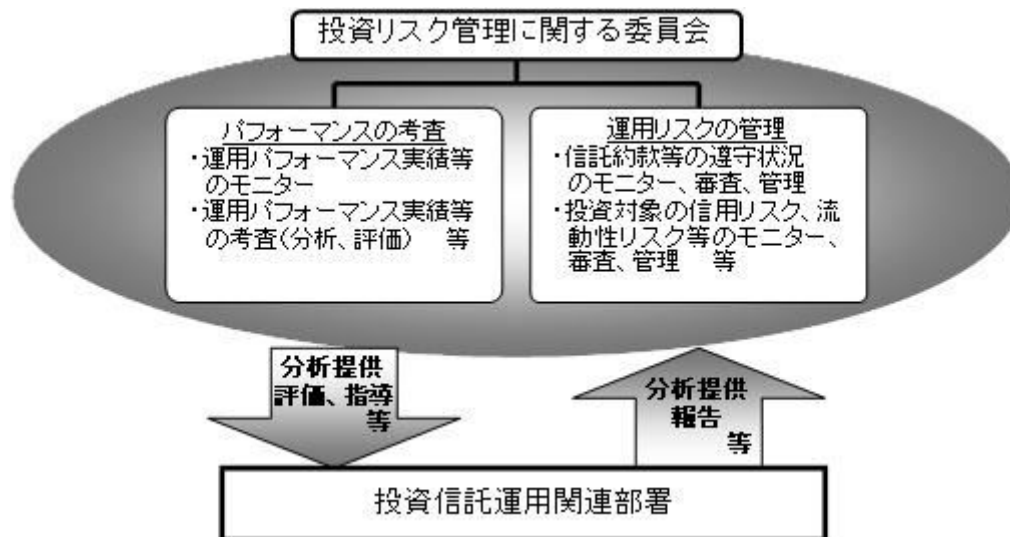 投資リスク管理に関する委員会
パフォーマンスの考査
・運用パフォーマンス実績等
のモニター
・運用パフォーマンス実績等
の考査(分析、評価) 等
運用リスクの管理
・信託約款等の遵守状況
のモニター、審査、管理
・投資対象の信用リスク、流
動性リスク等のモニター、
審査、管理 等
分析提供
評価、指導
等
分析提供
報告
等
投資信託運用関連部署